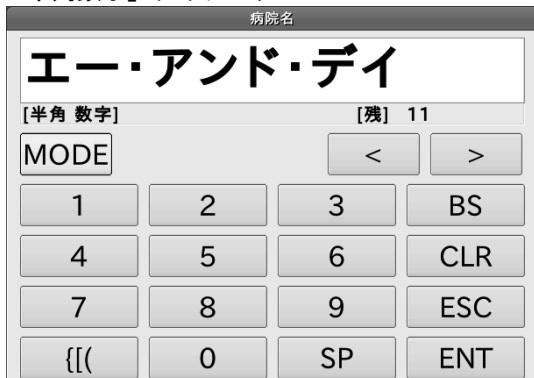 病院名
エー・アンド・デイ
[半角 数字] [残] 11
MODE < >
1 2 3 BS
4 5 6 CLR
7 8 9 ESC
{[( 0 SP ENT